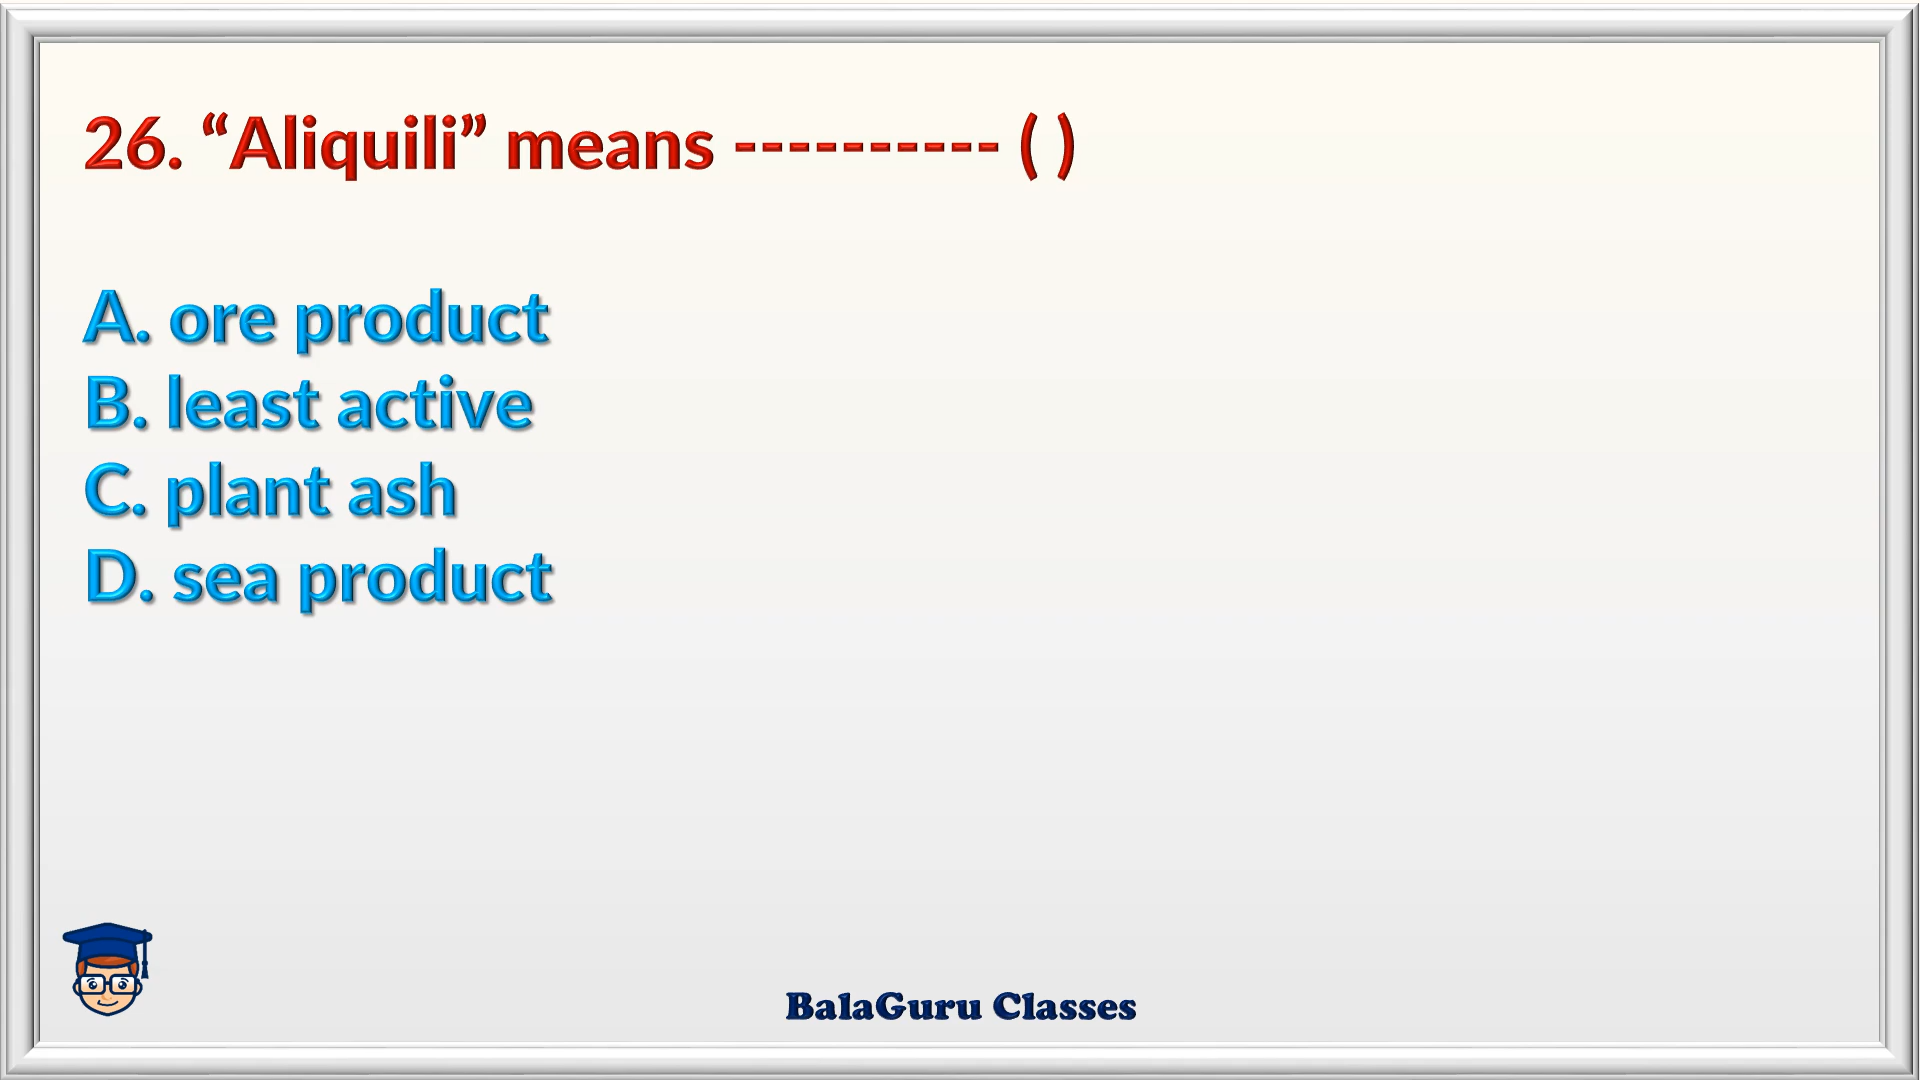 26. “Aliquili” means ---------- ( )
A. ore product
B. least active
C. plant ash
D. sea product
BalaGuru Classes